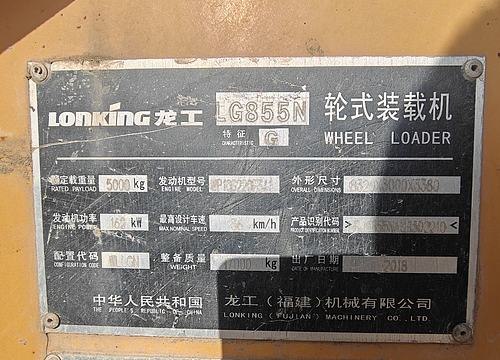 LONKING 龙工 LG855N 轮式装载机
特征 G
CHARACTERISTIC
WHEEL LOADER
额定载重量 5000 kg 发动机型号 外形尺寸
RATED PAYLOAD ENGINE MODEL OVERALL DIMENSIONS
发动机功率 162 kW 最高设计车速 km/h 产品识别代码
ENGINE POWER MAX NOMINAL SPEED PRODUCT IDENTIFICATION NUMBER
配置代码 整备质量 kg 出厂日期 2018
CONFIGURATION CODE WEIGHT DATE OF MANUFACTURE
中华人民共和国 龙工(福建)机械有限公司
THE PEOPLE'S REPUBLIC OF CHINA LONKING (FUJIAN) MACHINERY CO., LTD.